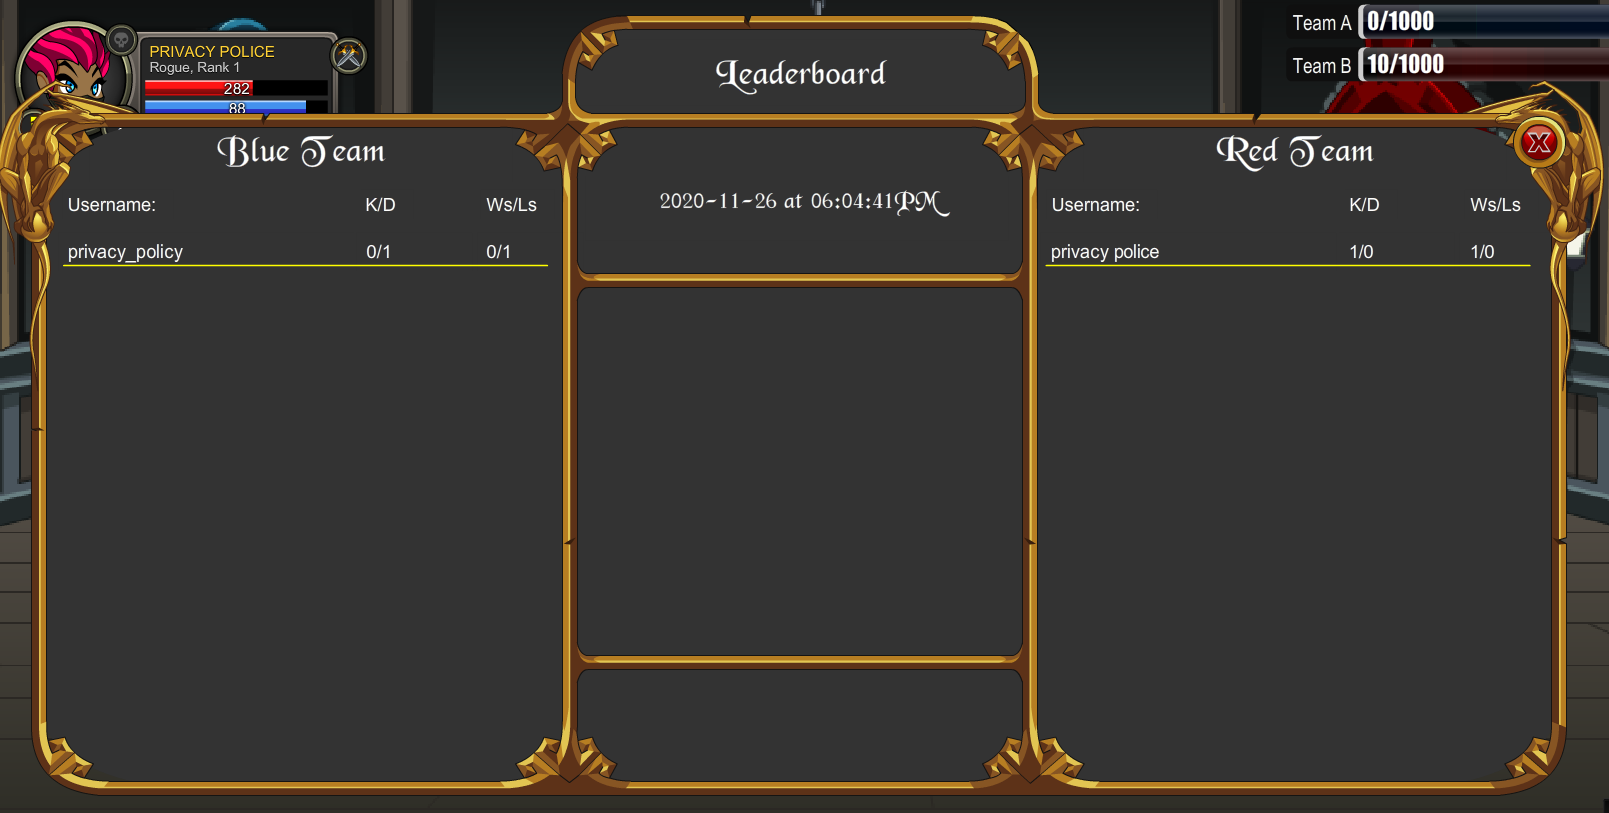 PRIVACY POLICE
Rogue, Rank 1
282
88
Leaderboard
Team A 0/1000
Team B 10/1000
Blue Team
Username: K/D Ws/Ls
privacy_policy 0/1 0/1
2020-11-26 at 06:04:41PM
Red Team
Username: K/D Ws/Ls
privacy police 1/0 1/0
X